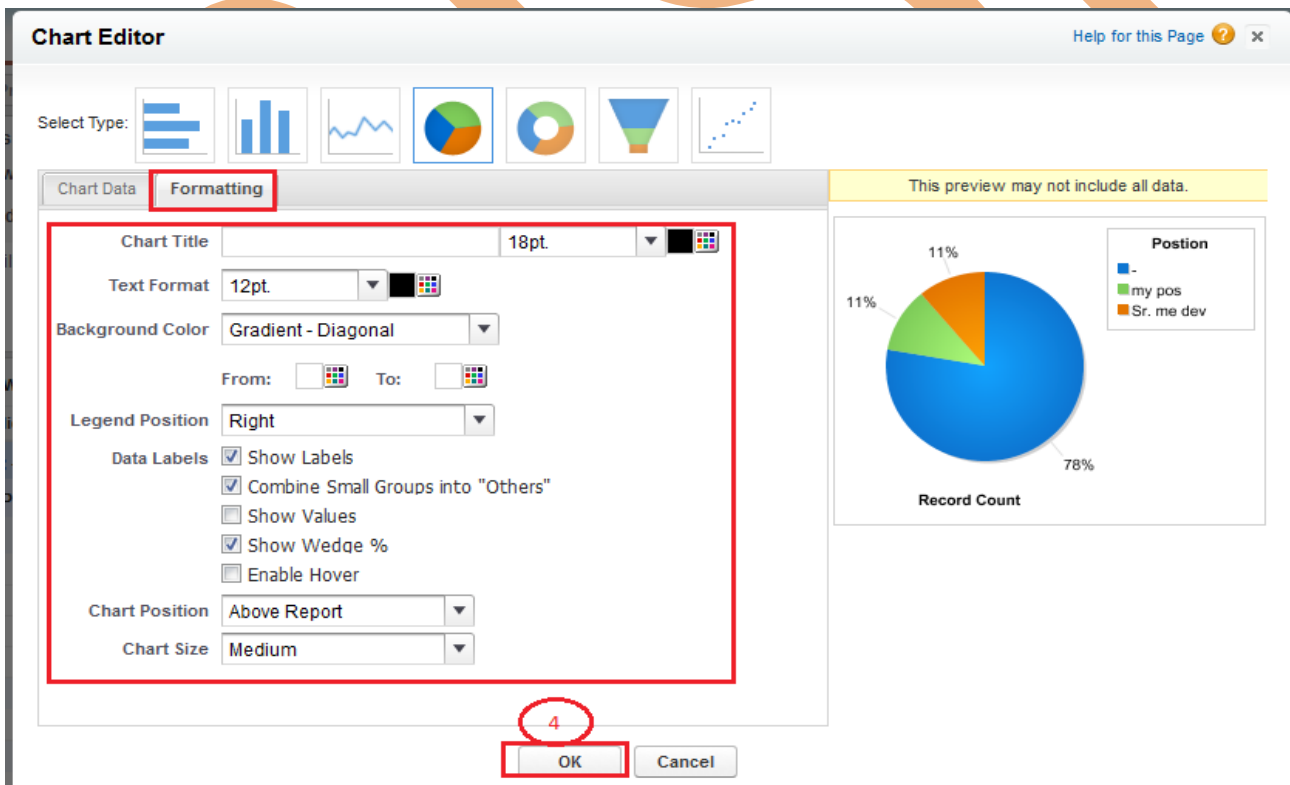 Chart Editor
Help for this Page ?
Select Type:
Chart Data Formatting
This preview may not include all data.
Chart Title 18pt.
Text Format 12pt.
Background Color Gradient - Diagonal
From: To:
Legend Position Right
Data Labels Show Labels
Combine Small Groups into "Others"
Show Values
Show Wedge %
Enable Hover
Chart Position Above Report
Chart Size Medium
11%
11%
78%
Postion
-
my pos
Sr. me dev
Record Count
4
OK Cancel